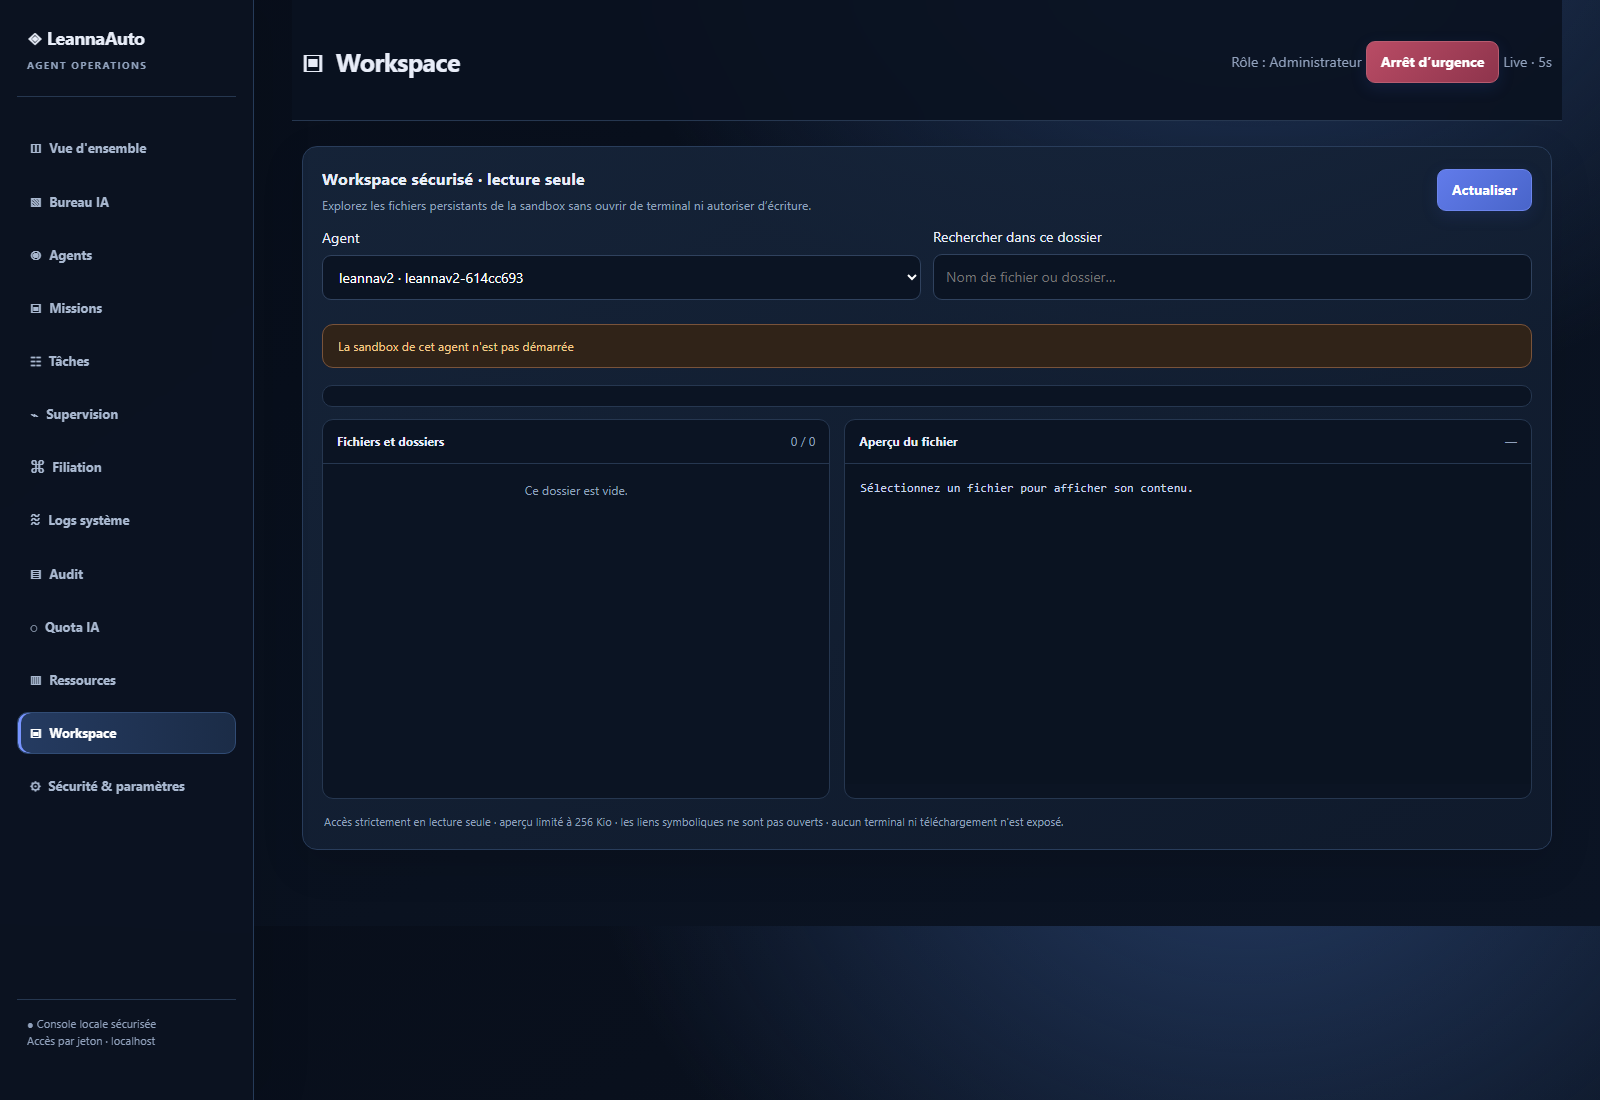 LeannaAuto
AGENT OPERATIONS
Vue d'ensemble
Bureau IA
Agents
Missions
Tâches
Supervision
Filiation
Logs système
Audit
Quota IA
Ressources
Workspace
Sécurité & paramètres
● Console locale sécurisée
Accès par jeton · localhost
Workspace
Rôle : Administrateur
Arrêt d’urgence
Live · 5s
Workspace sécurisé · lecture seule
Explorez les fichiers persistants de la sandbox sans ouvrir de terminal ni autoriser d’écriture.
Actualiser
Agent
leannav2 · leannav2-614cc693
Rechercher dans ce dossier
Nom de fichier ou dossier...
La sandbox de cet agent n'est pas démarrée
Fichiers et dossiers
0 / 0
Ce dossier est vide.
Aperçu du fichier
—
Sélectionnez un fichier pour afficher son contenu.
Accès strictement en lecture seule · aperçu limité à 256 Kio · les liens symboliques ne sont pas ouverts · aucun terminal ni téléchargement n’est exposé.